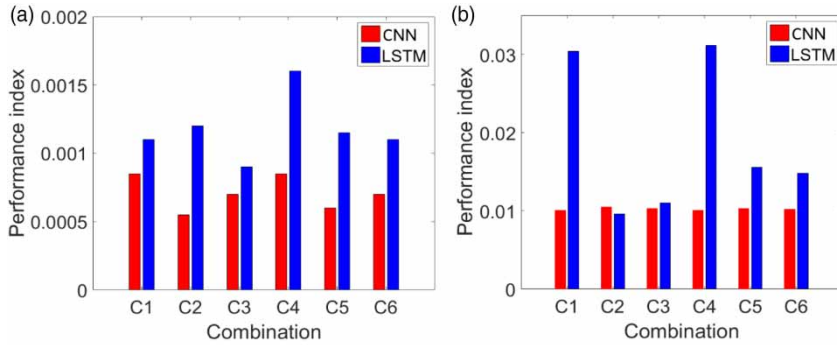 (a)
0.002
0.0015
0.001
0.0005
0
Performance index
CNN
LSTM
C1 C2 C3 C4 C5 C6
Combination
(b)
0.03
0.02
0.01
0
Performance index
CNN
LSTM
C1 C2 C3 C4 C5 C6
Combination